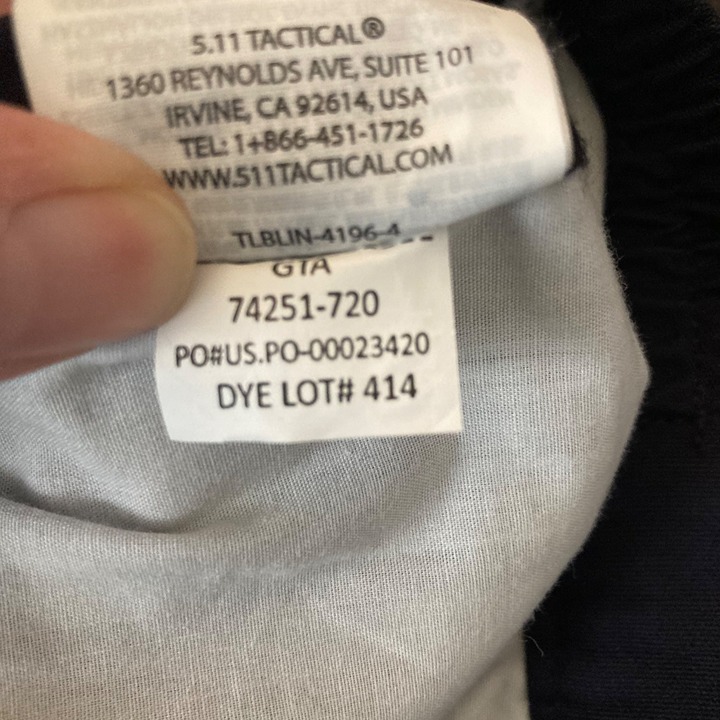 5.11 TACTICAL®
1360 REYNOLDS AVE, SUITE 101
IRVINE, CA 92614, USA
TEL: 1+866-451-1726
WWW.511TACTICAL.COM
TLBLIN-4196-4
GTA
74251-720
PO#US.PO-00023420
DYE LOT# 414